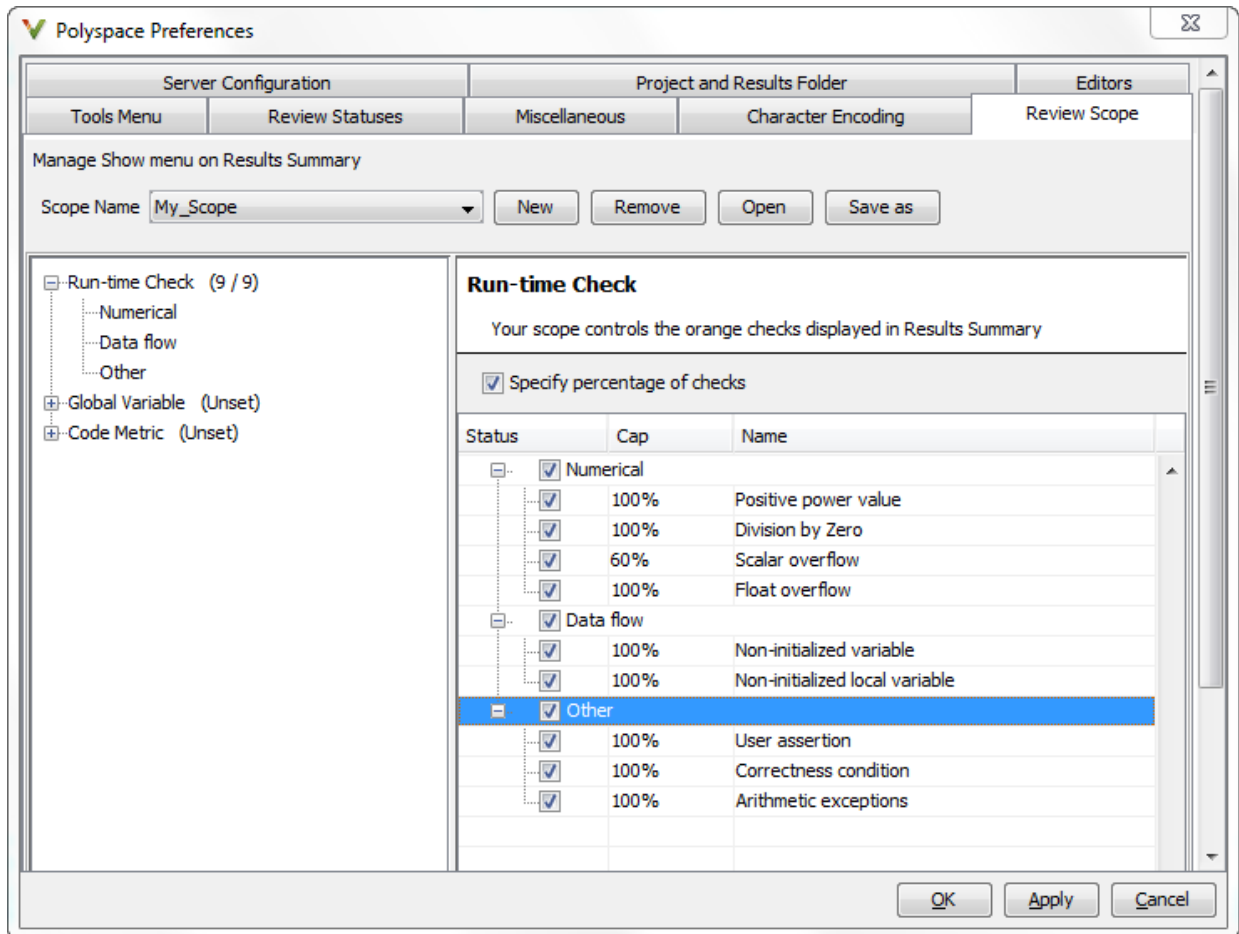 Polyspace Preferences
Server Configuration Project and Results Folder Editors
Tools Menu Review Statuses Miscellaneous Character Encoding Review Scope
Manage Show menu on Results Summary
Scope Name My_Scope New Remove Open Save as
Run-time Check (9 / 9)
Numerical
Data flow
Other
Global Variable (Unset)
Code Metric (Unset)
Run-time Check
Your scope controls the orange checks displayed in Results Summary
Specify percentage of checks
Status Cap Name
Numerical
100% Positive power value
100% Division by Zero
60% Scalar overflow
100% Float overflow
Data flow
100% Non-initialized variable
100% Non-initialized local variable
Other
100% User assertion
100% Correctness condition
100% Arithmetic exceptions
OK Apply Cancel